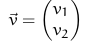 v⃗ = (v₁
v₂)